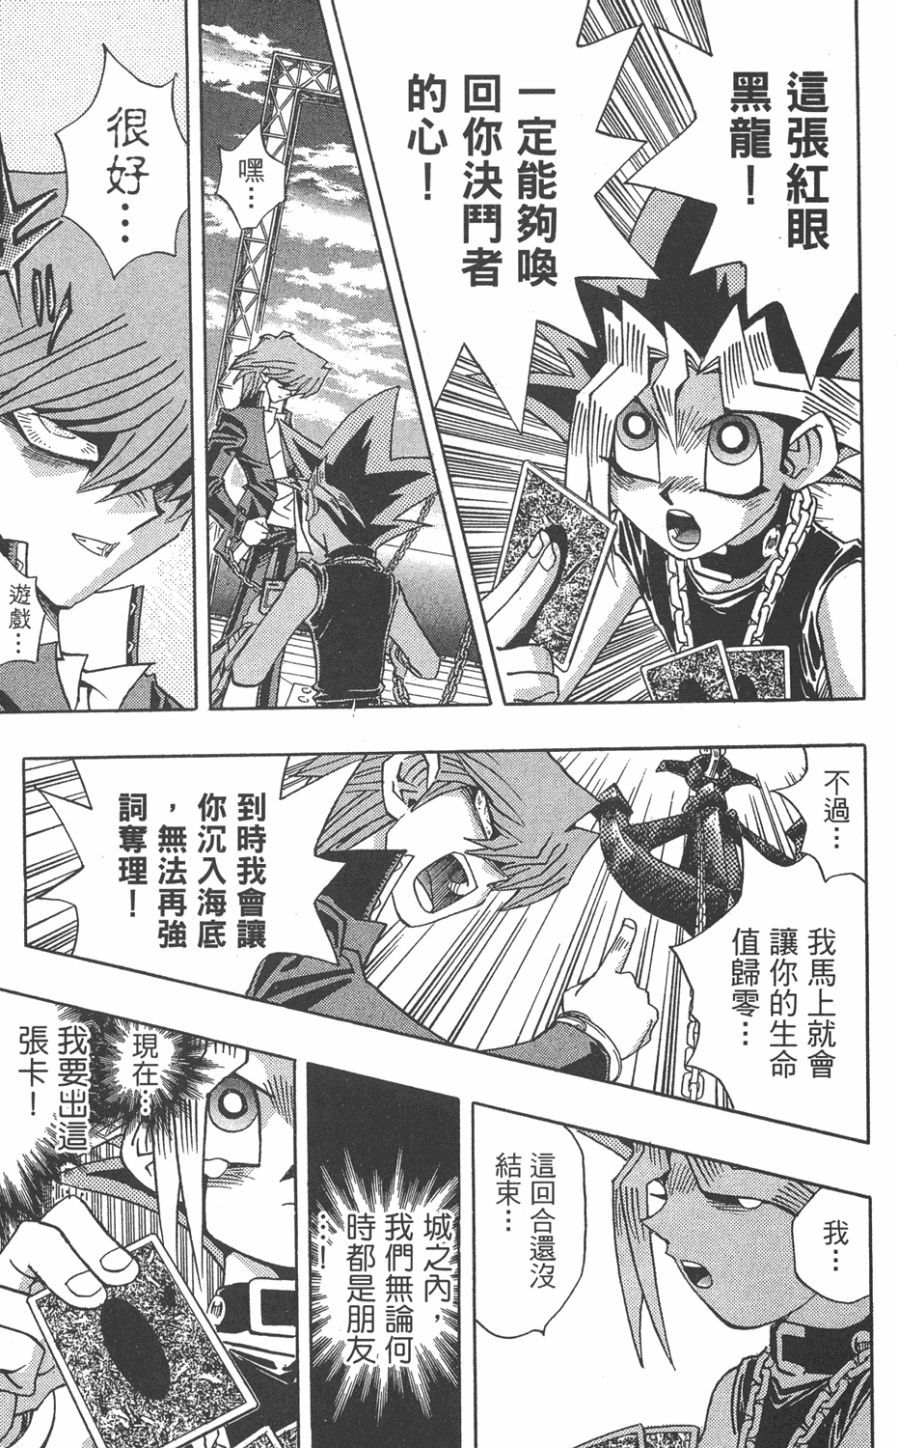 這張紅眼
黑龍！
一定能夠喚
回你決鬥者
的心！
嘿…
很好…
遊戲…
不過…
我馬上就會
讓你的生命
值歸零…
到時我會讓
你沉入海底
，無法再強
詞奪理！
我…
這回合還沒
結束…
城之內，
我們無論何
時都是朋友
…！
現在…
我要出這
張卡！